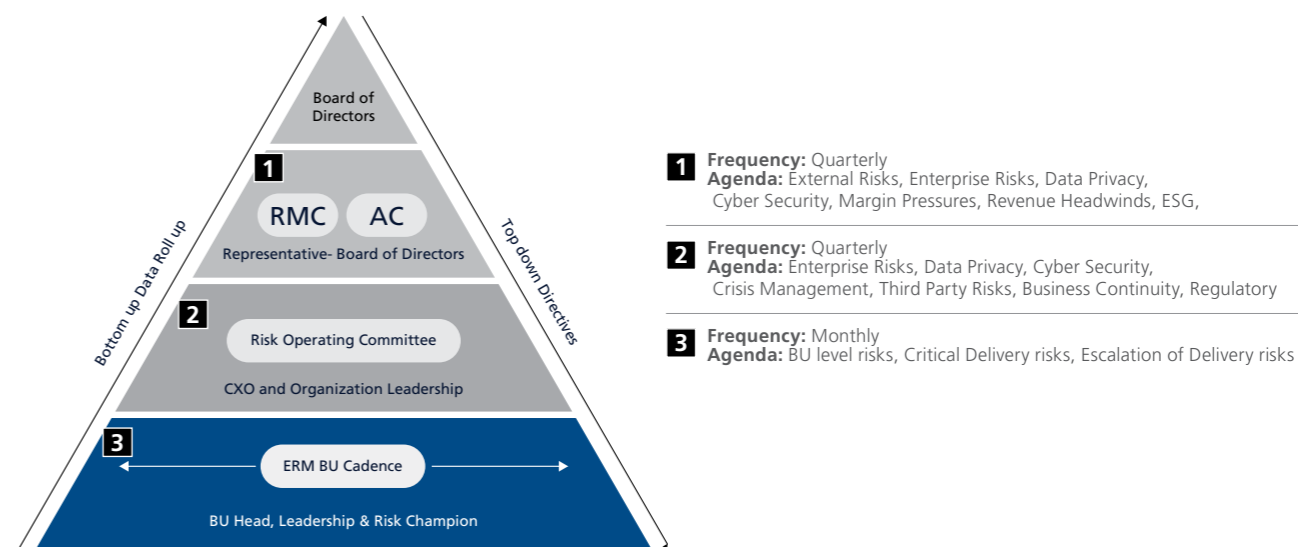 Board of
Directors
1
RMC
AC
Representative- Board of Directors
2
Risk Operating Committee
CXO and Organization Leadership
3
ERM BU Cadence
BU Head, Leadership & Risk Champion
Bottom up Data Roll up
Top down Directives
1
Frequency: Quarterly
Agenda: External Risks, Enterprise Risks, Data Privacy,
Cyber Security, Margin Pressures, Revenue Headwinds, ESG,
2
Frequency: Quarterly
Agenda: Enterprise Risks, Data Privacy, Cyber Security,
Crisis Management, Third Party Risks, Business Continuity, Regulatory
3
Frequency: Monthly
Agenda: BU level risks, Critical Delivery risks, Escalation of Delivery risks